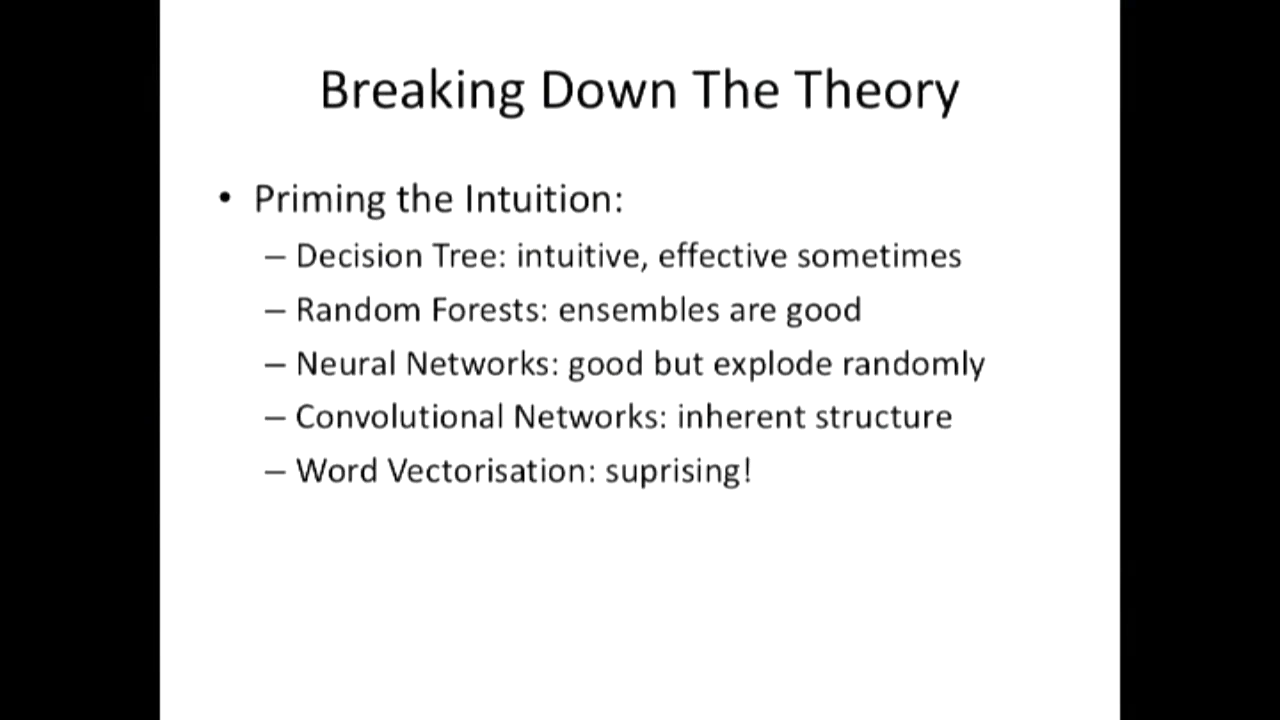 Breaking Down The Theory
• Priming the Intuition:
– Decision Tree: intuitive, effective sometimes
– Random Forests: ensembles are good
– Neural Networks: good but explode randomly
– Convolutional Networks: inherent structure
– Word Vectorisation: suprising!